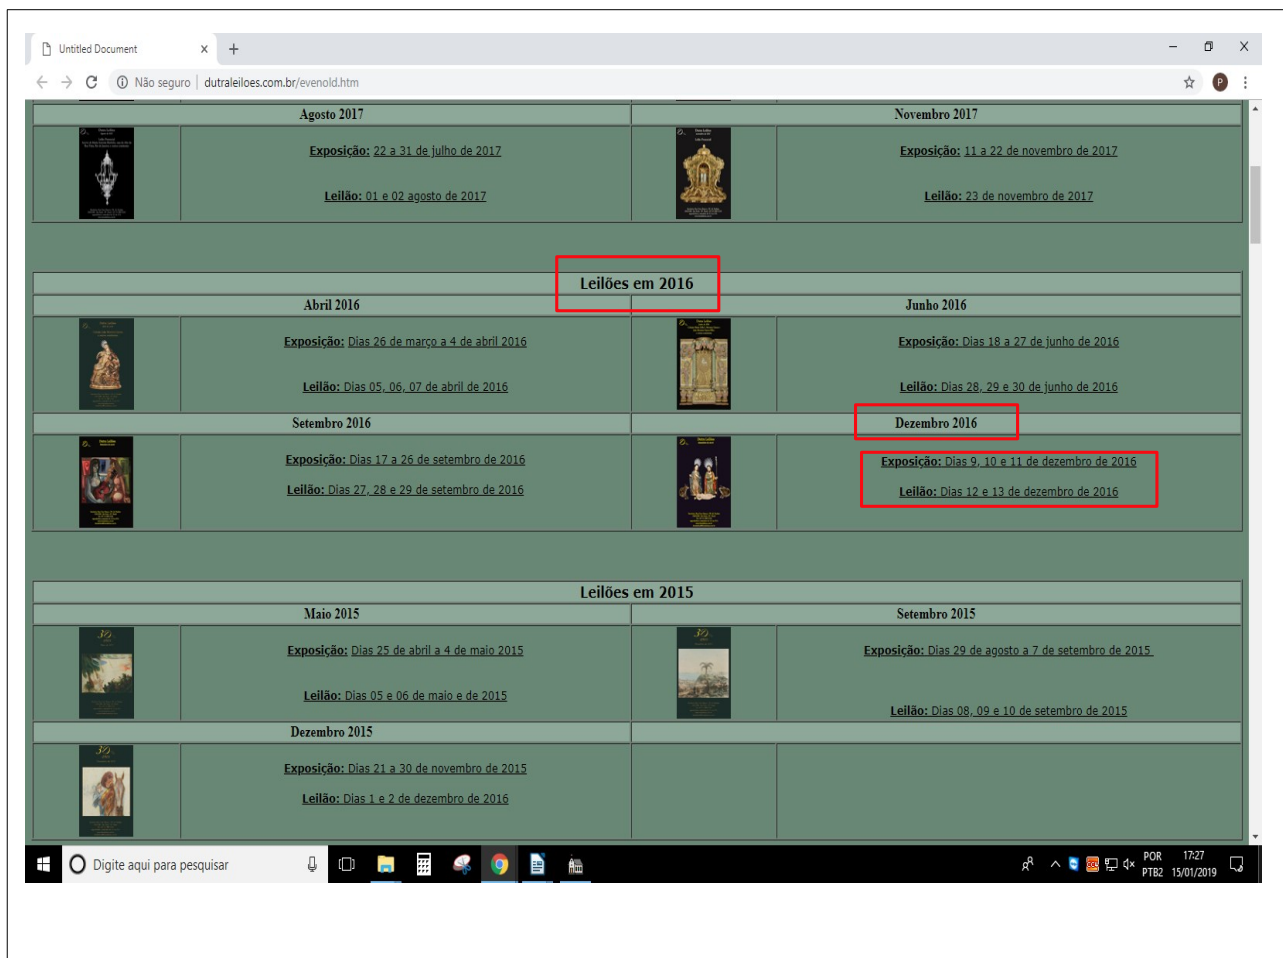 Untitled Document
Não seguro | dutraleiloes.com.br/evenold.htm
Agosto 2017
Novembro 2017
Exposição: 22 a 31 de julho de 2017
Leilão: 01 e 02 agosto de 2017
Exposição: 11 a 22 de novembro de 2017
Leilão: 23 de novembro de 2017
Leilões em 2016
Abril 2016
Junho 2016
Exposição: Dias 26 de março a 4 de abril 2016
Leilão: Dias 05, 06, 07 de abril de 2016
Exposição: Dias 18 a 27 de junho de 2016
Leilão: Dias 28, 29 e 30 de junho de 2016
Setembro 2016
Dezembro 2016
Exposição: Dias 17 a 26 de setembro de 2016
Leilão: Dias 27, 28 e 29 de setembro de 2016
Exposição: Dias 9, 10 e 11 de dezembro de 2016
Leilão: Dias 12 e 13 de dezembro de 2016
Leilões em 2015
Maio 2015
Setembro 2015
Exposição: Dias 25 de abril a 4 de maio 2015
Leilão: Dias 05 e 06 de maio e de 2015
Exposição: Dias 29 de agosto a 7 de setembro de 2015
Leilão: Dias 08, 09 e 10 de setembro de 2015
Dezembro 2015
Exposição: Dias 21 a 30 de novembro de 2015
Leilão: Dias 1 e 2 de dezembro de 2016
Digite aqui para pesquisar
POR 17:27
PTB2 15/01/2019